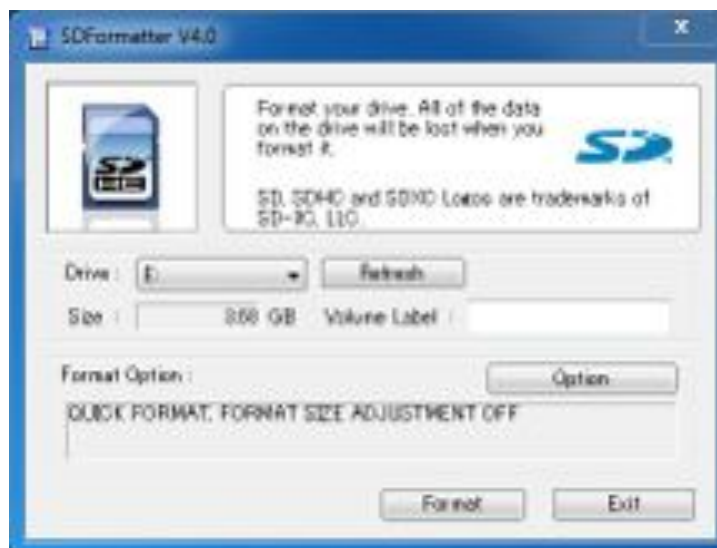 SDFormatter V4.0
x
SD
HC
Format your drive. All of the data
on the drive will be lost when you
format it.
SD
SD, SDHC and SDXC Logos are trademarks of
SD-3C, LLC.
Drive : E: Refresh
Size : GB Volume Label :
Format Option : Option
QUICK FORMAT, FORMAT SIZE ADJUSTMENT OFF
Format Exit